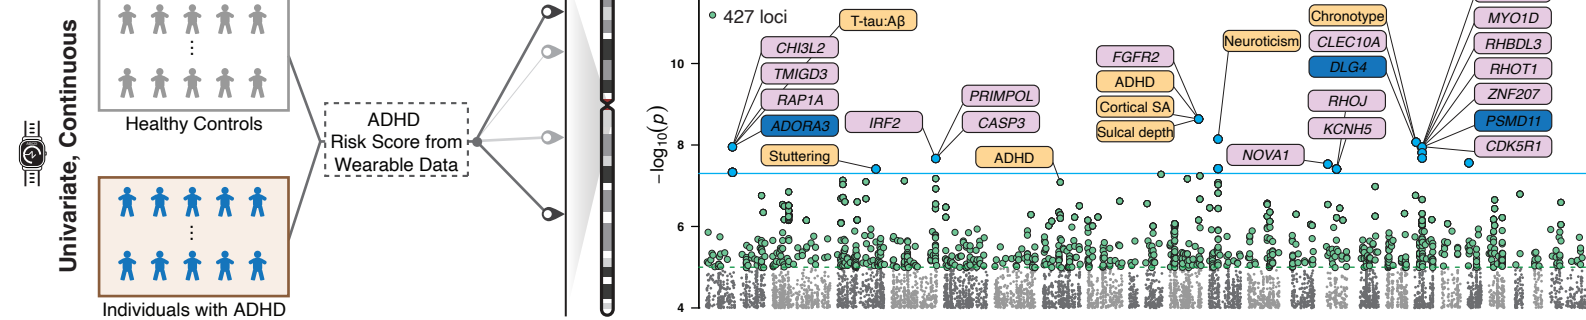 Univariate, Continuous
Healthy Controls
Individuals with ADHD
ADHD
Risk Score from
Wearable Data
−log10(p)
10
8
6
4
427 loci
T-tau:Aβ
CHI3L2
TMIGD3
RAP1A
ADORA3
Stuttering
IRF2
PRIMPOL
CASP3
ADHD
FGFR2
ADHD
Cortical SA
Sulcal depth
Neuroticism
NOVA1
Chronotype
CLEC10A
DLG4
RHOJ
KCNH5
MYO1D
RHBDL3
RHOT1
ZNF207
PSMD11
CDK5R1